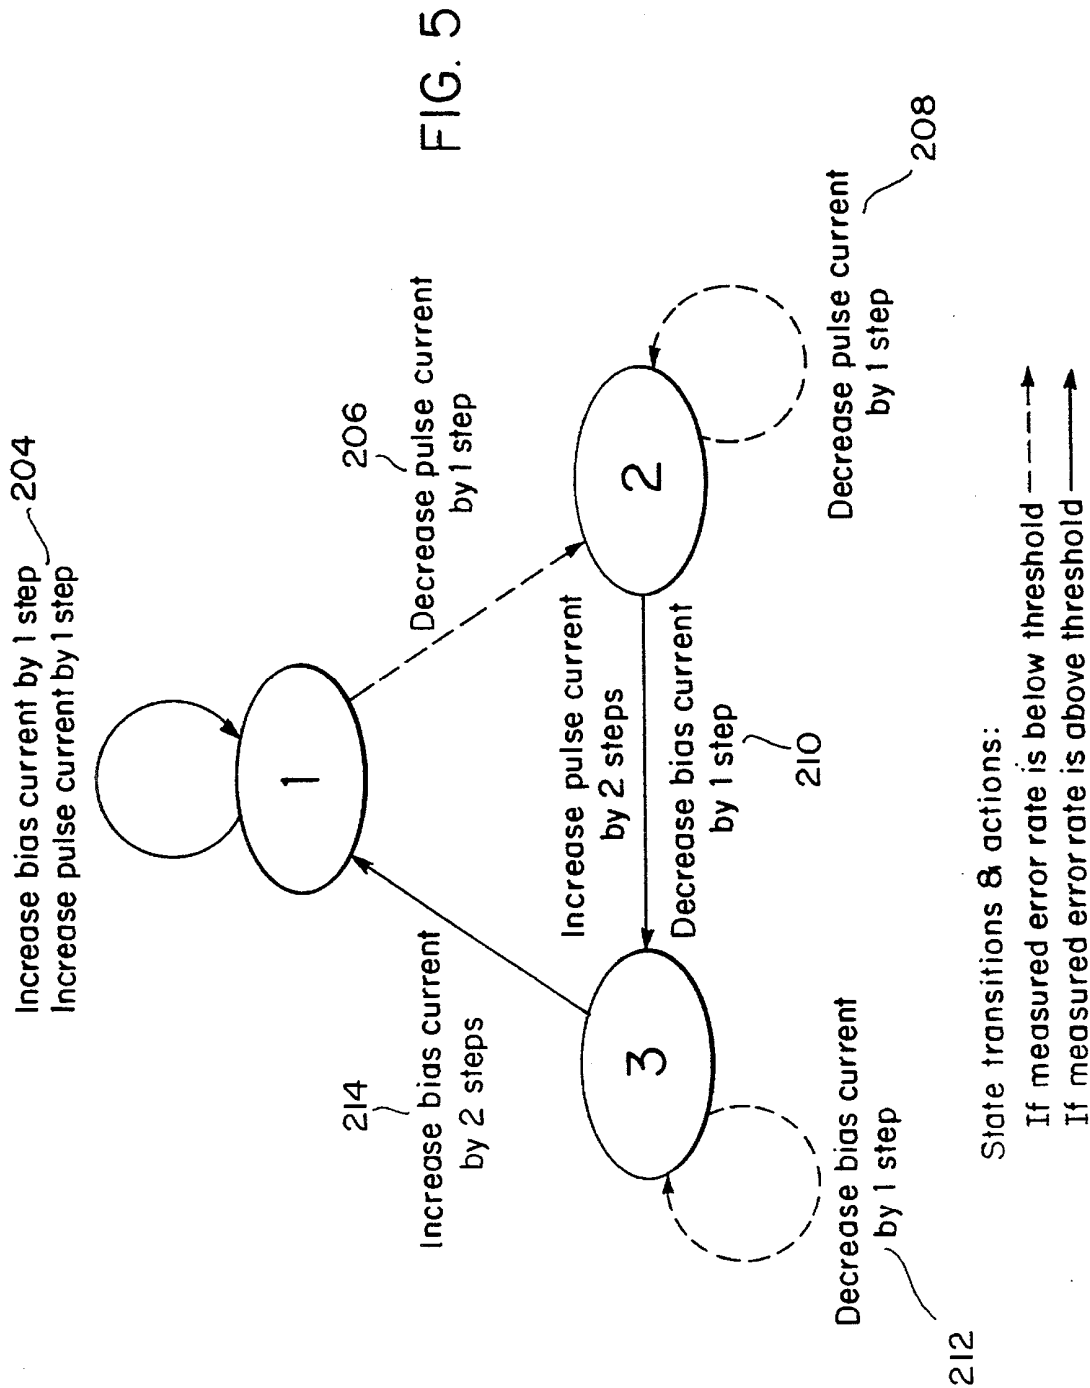 Increase bias current by 1 step
Increase pulse current by 1 step
204
1
214
Increase bias current
by 2 steps
206
Decrease pulse current
by 1 step
FIG. 5
3
Increase pulse current
by 2 steps
Decrease bias current
by 1 step
210
2
Decrease bias current
by 1 step
212
Decrease pulse current
by 1 step
208
State transitions & actions:
If measured error rate is below threshold
If measured error rate is above threshold